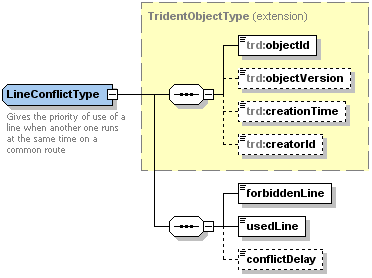 TridentObjectType (extension)
trd:objectId
trd:objectVersion
trd:creationTime
trd:creatorId
LineConflictType
Gives the priority of use of a
line when another one runs
at the same time on a
common route
forbiddenLine
usedLine
conflictDelay